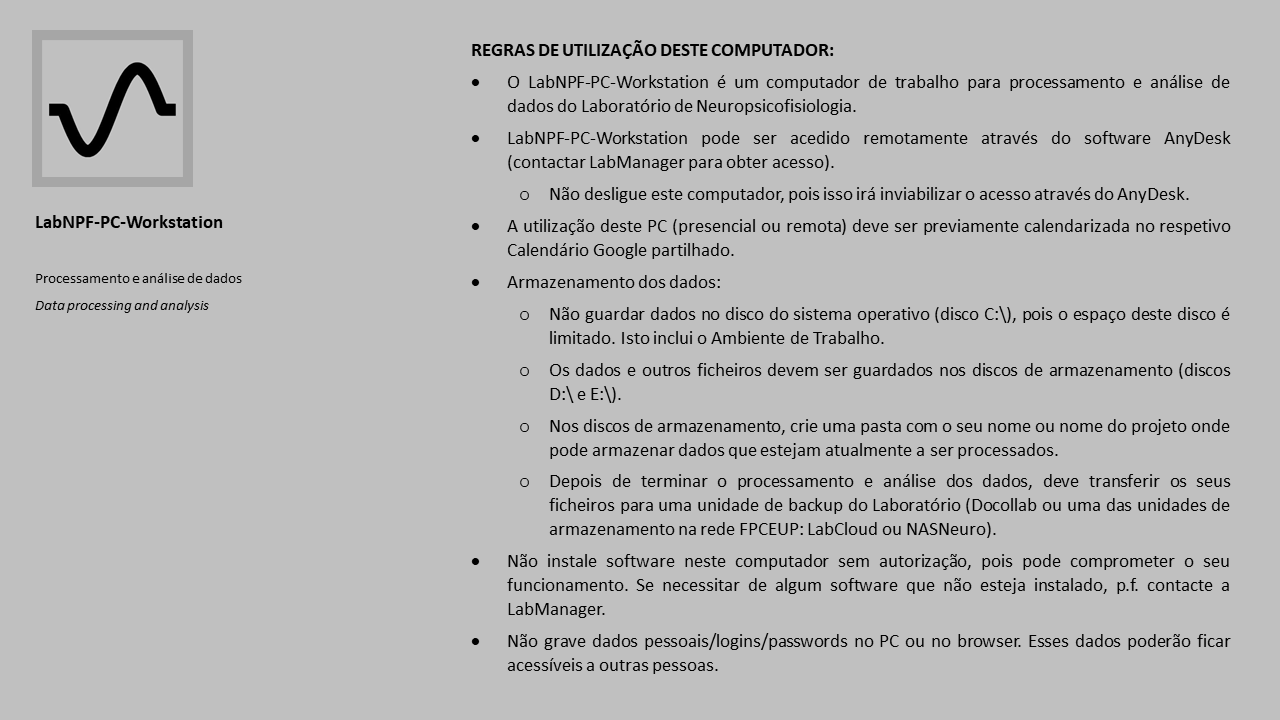 LabNPF-PC-Workstation
Processamento e análise de dados
Data processing and analysis
REGRAS DE UTILIZAÇÃO DESTE COMPUTADOR:
• O LabNPF-PC-Workstation é um computador de trabalho para processamento e análise de
dados do Laboratório de Neuropsicofisiologia.
• LabNPF-PC-Workstation pode ser acedido remotamente através do software AnyDesk
(contactar LabManager para obter acesso).
o Não desligue este computador, pois isso irá inviabilizar o acesso através do AnyDesk.
• A utilização deste PC (presencial ou remota) deve ser previamente calendarizada no respetivo
Calendário Google partilhado.
• Armazenamento dos dados:
o Não guardar dados no disco do sistema operativo (disco C:\), pois o espaço deste disco é
limitado. Isto inclui o Ambiente de Trabalho.
o Os dados e outros ficheiros devem ser guardados nos discos de armazenamento (discos
D:\ e E:\).
o Nos discos de armazenamento, crie uma pasta com o seu nome ou nome do projeto onde
pode armazenar dados que estejam atualmente a ser processados.
o Depois de terminar o processamento e análise dos dados, deve transferir os seus
ficheiros para uma unidade de backup do Laboratório (Docollab ou uma das unidades de
armazenamento na rede FPCEUP: LabCloud ou NASNeuro).
• Não instale software neste computador sem autorização, pois pode comprometer o seu
funcionamento. Se necessitar de algum software que não esteja instalado, p.f. contacte a
LabManager.
• Não grave dados pessoais/logins/passwords no PC ou no browser. Esses dados poderão ficar
acessíveis a outras pessoas.